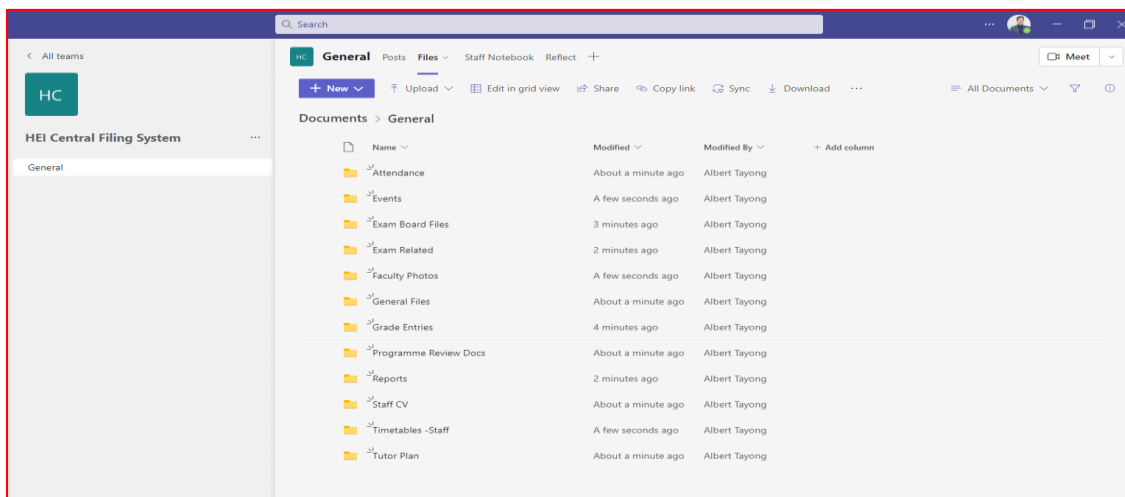 Search
All teams
HC
HEI Central Filing System
General
HC General Posts Files Staff Notebook Reflect
Meet
New Upload Edit in grid view Share Copy link Sync Download ... All Documents
Documents > General
Name Modified Modified By + Add column
Attendance About a minute ago Albert Tayong
Events A few seconds ago Albert Tayong
Exam Board Files 3 minutes ago Albert Tayong
Exam Related 2 minutes ago Albert Tayong
Faculty Photos A few seconds ago Albert Tayong
General Files About a minute ago Albert Tayong
Grade Entries 4 minutes ago Albert Tayong
Programme Review Docs About a minute ago Albert Tayong
Reports 2 minutes ago Albert Tayong
Staff CV About a minute ago Albert Tayong
Timetables -Staff A few seconds ago Albert Tayong
Tutor Plan About a minute ago Albert Tayong